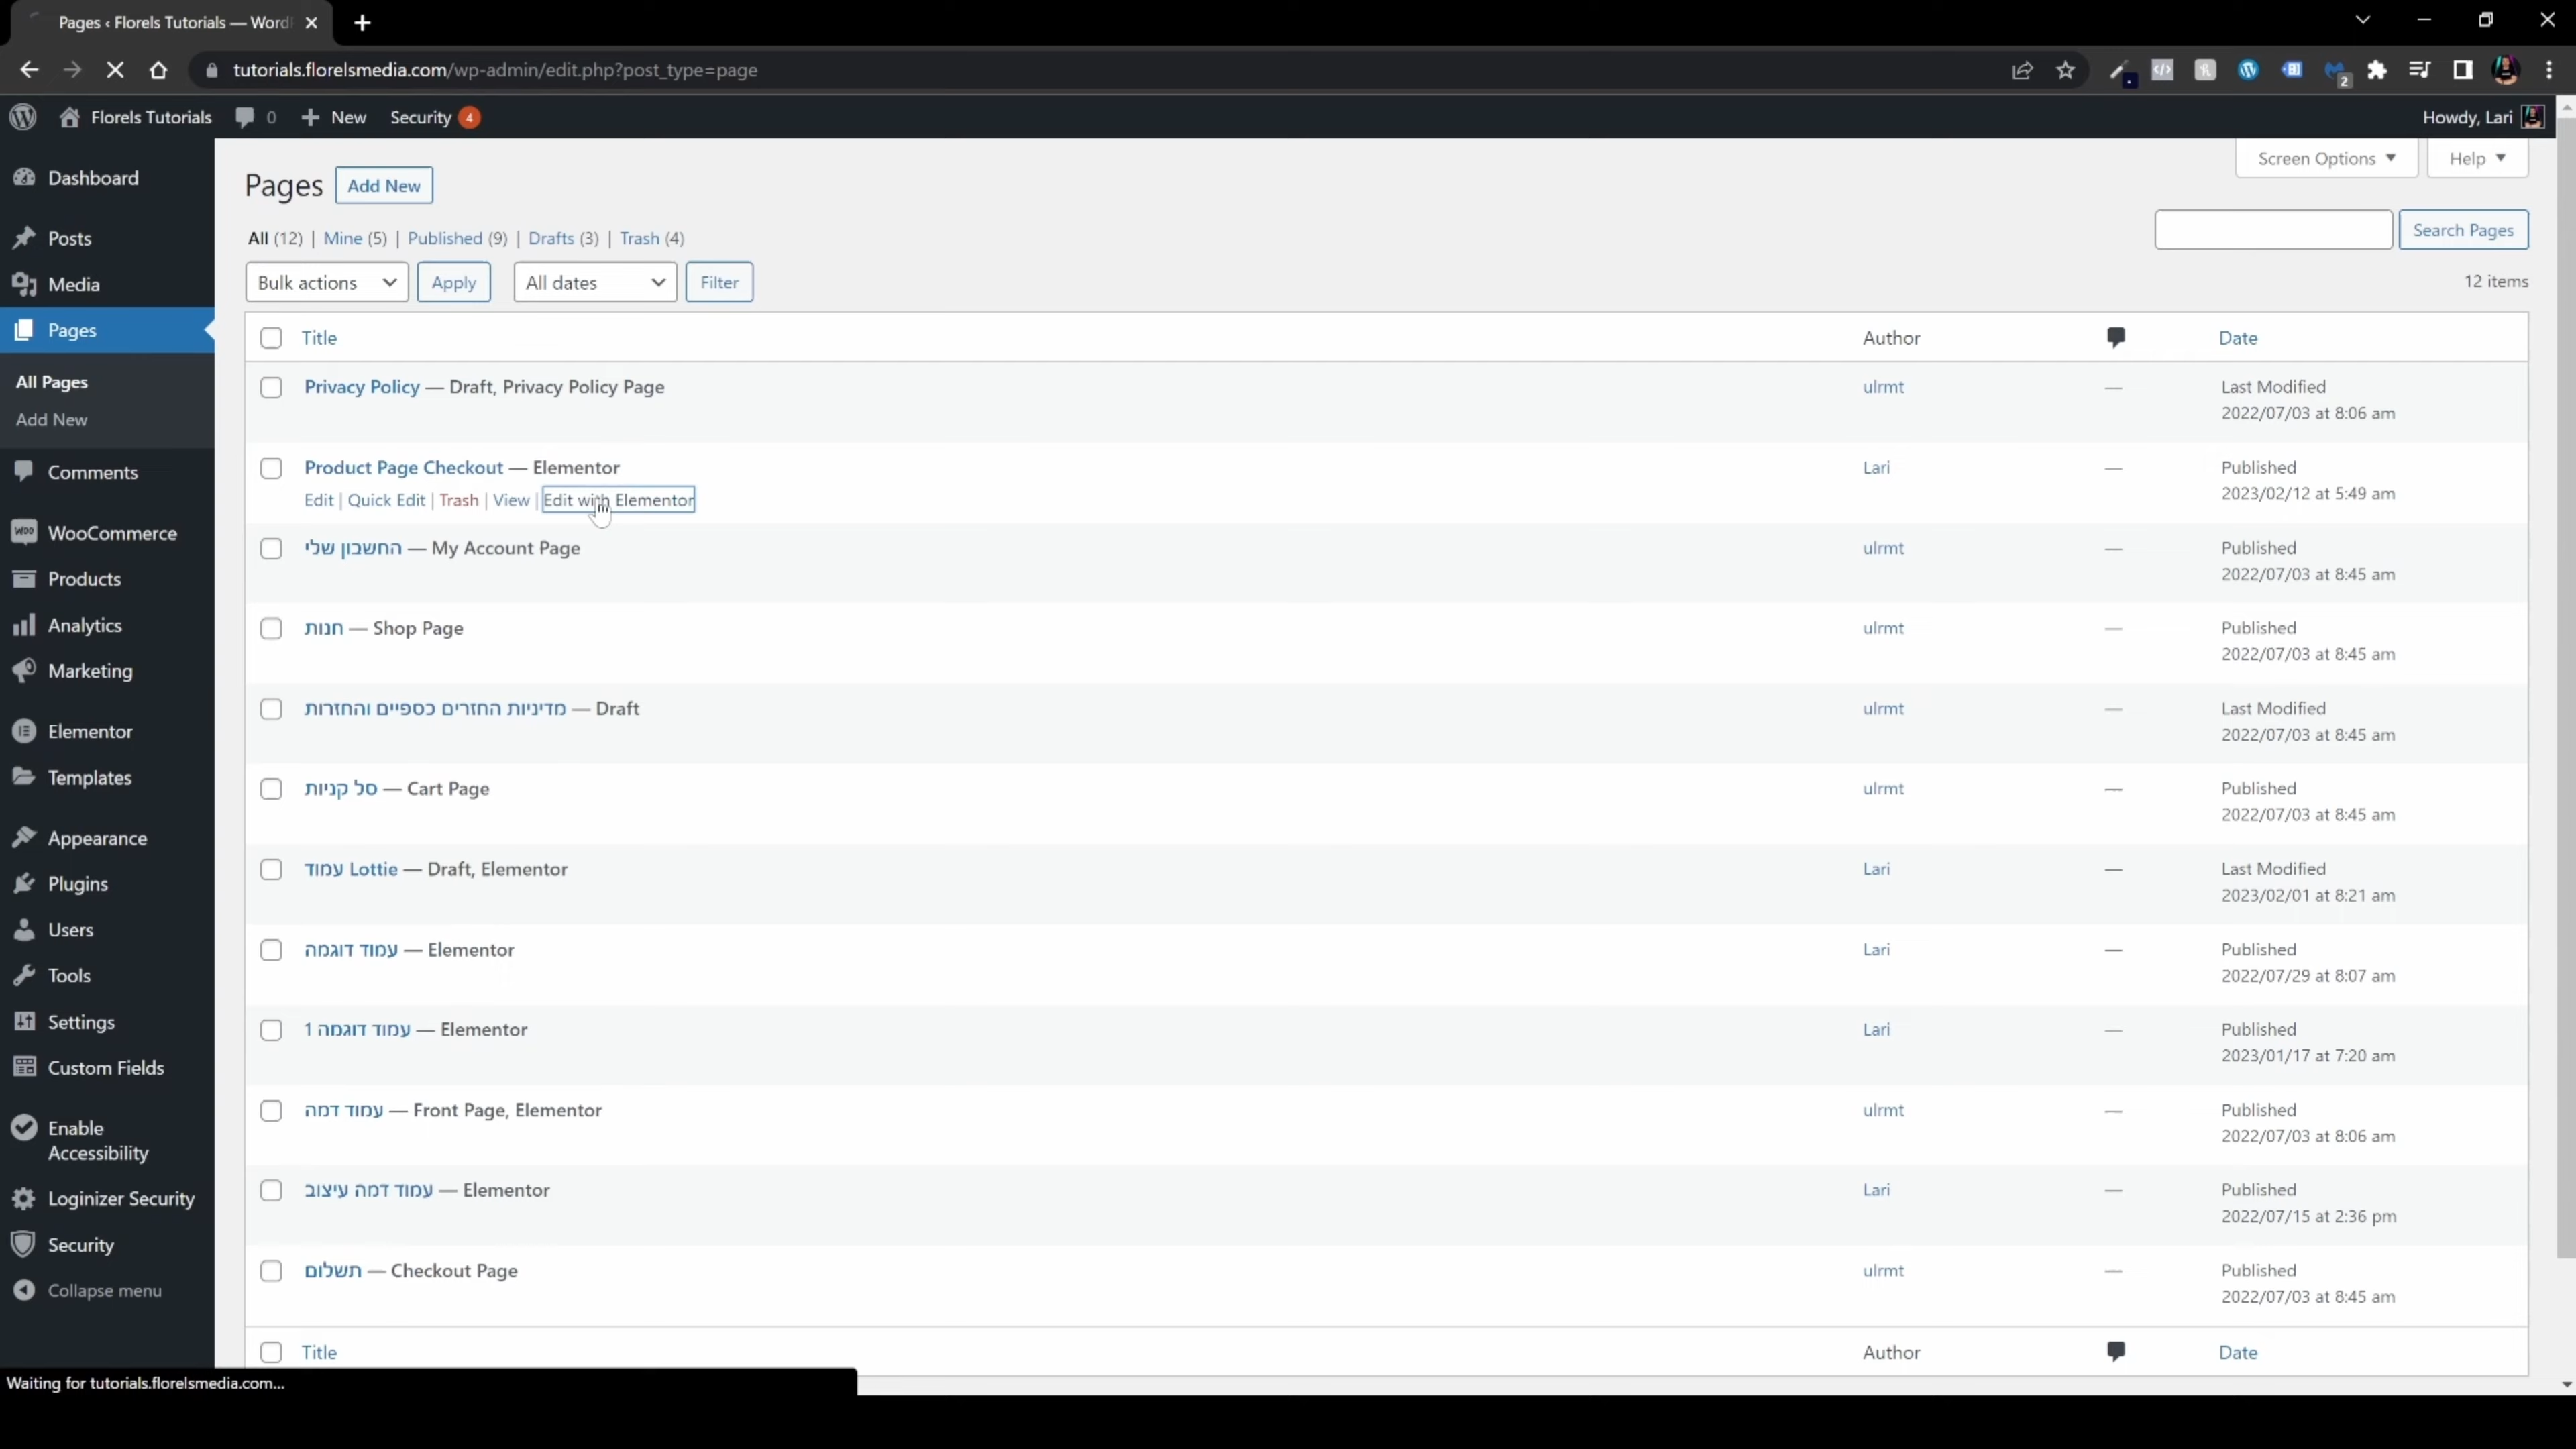 Pages ‹ Florels Tutorials — Word
tutorials.florelsmedia.com/wp-admin/edit.php?post_type=page
2
Florels Tutorials
0
New
Security 4
Howdy, Lari
Dashboard
Posts
Media
Pages
All Pages
Add New
Comments
WooCommerce
Products
Analytics
Marketing
Elementor
Templates
Appearance
Plugins
Users
Tools
Settings
Custom Fields
Enable
Accessibility
Loginizer Security
Security
Collapse menu
Screen Options
Help
Pages Add New
All (12) | Mine (5) | Published (9) | Drafts (3) | Trash (4)
Search Pages
Bulk actions Apply All dates Filter
12 items
Title Author Date
Privacy Policy — Draft, Privacy Policy Page ulrmt — Last Modified
2022/07/03 at 8:06 am
Product Page Checkout — Elementor Lari — Published
Edit | Quick Edit | Trash | View | Edit with Elementor 2023/02/12 at 5:49 am
החשבון שלי — My Account Page ulrmt — Published
2022/07/03 at 8:45 am
חנות — Shop Page ulrmt — Published
2022/07/03 at 8:45 am
מדיניות החזרים כספיים והחזרות — Draft ulrmt — Last Modified
2022/07/03 at 8:45 am
סל קניות — Cart Page ulrmt — Published
2022/07/03 at 8:45 am
עמוד Lottie — Draft, Elementor Lari — Last Modified
2023/02/01 at 8:21 am
עמוד דוגמה — Elementor Lari — Published
2022/07/29 at 8:07 am
עמוד דוגמה 1 — Elementor Lari — Published
2023/01/17 at 7:20 am
עמוד דמה — Front Page, Elementor ulrmt — Published
2022/07/03 at 8:06 am
עמוד דמה עיצוב — Elementor Lari — Published
2022/07/15 at 2:36 pm
תשלום — Checkout Page ulrmt — Published
2022/07/03 at 8:45 am
Title Author Date
Waiting for tutorials.florelsmedia.com...